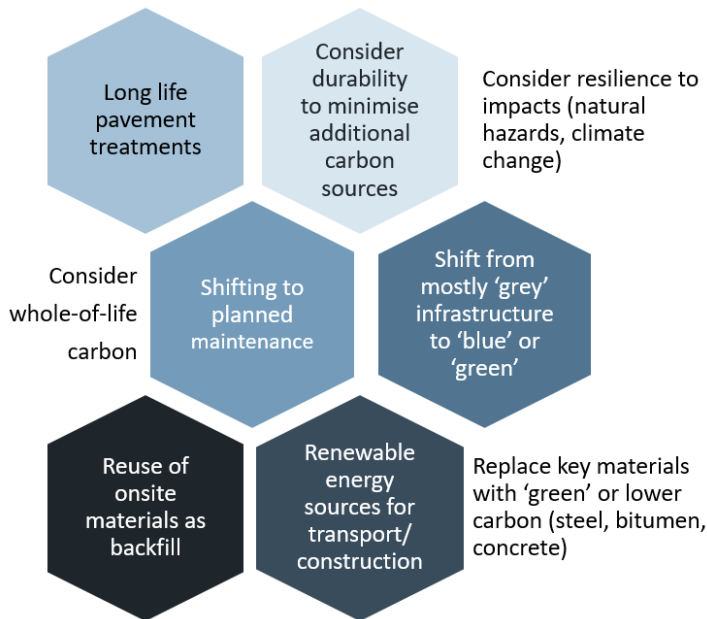 Long life
pavement
treatments
Consider
durability
to minimise
additional
carbon
sources
Consider resilience to
impacts (natural
hazards, climate
change)
Consider
whole-of-life
carbon
Shifting to
planned
maintenance
Shift from
mostly ‘grey’
infrastructure
to ‘blue’ or
‘green’
Reuse of
onsite
materials as
backfill
Renewable
energy
sources for
transport/
construction
Replace key materials
with ‘green’ or lower
carbon (steel, bitumen,
concrete)